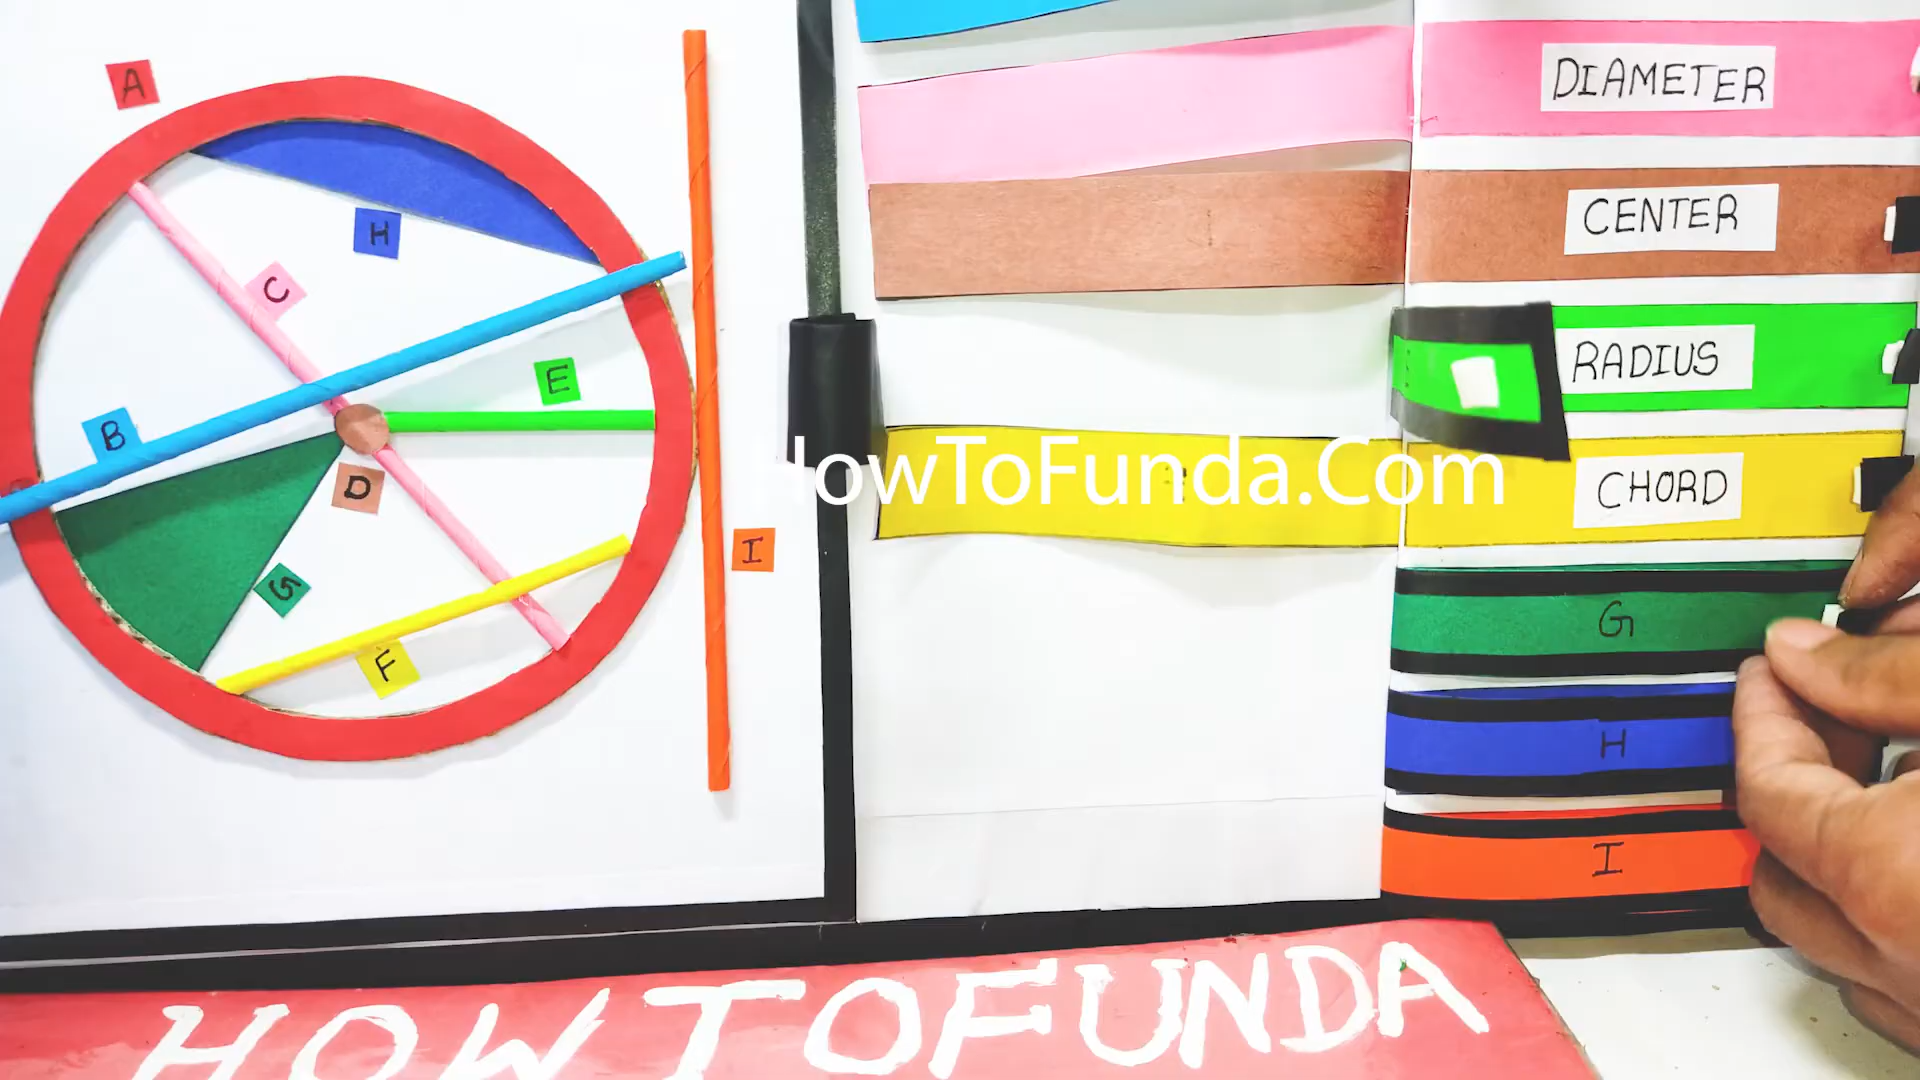 A
H
C
E
B
D
I
G
F
DIAMETER
CENTER
RADIUS
CHORD
G
H
I
HowToFunda.Com
HOWTOFUNDA